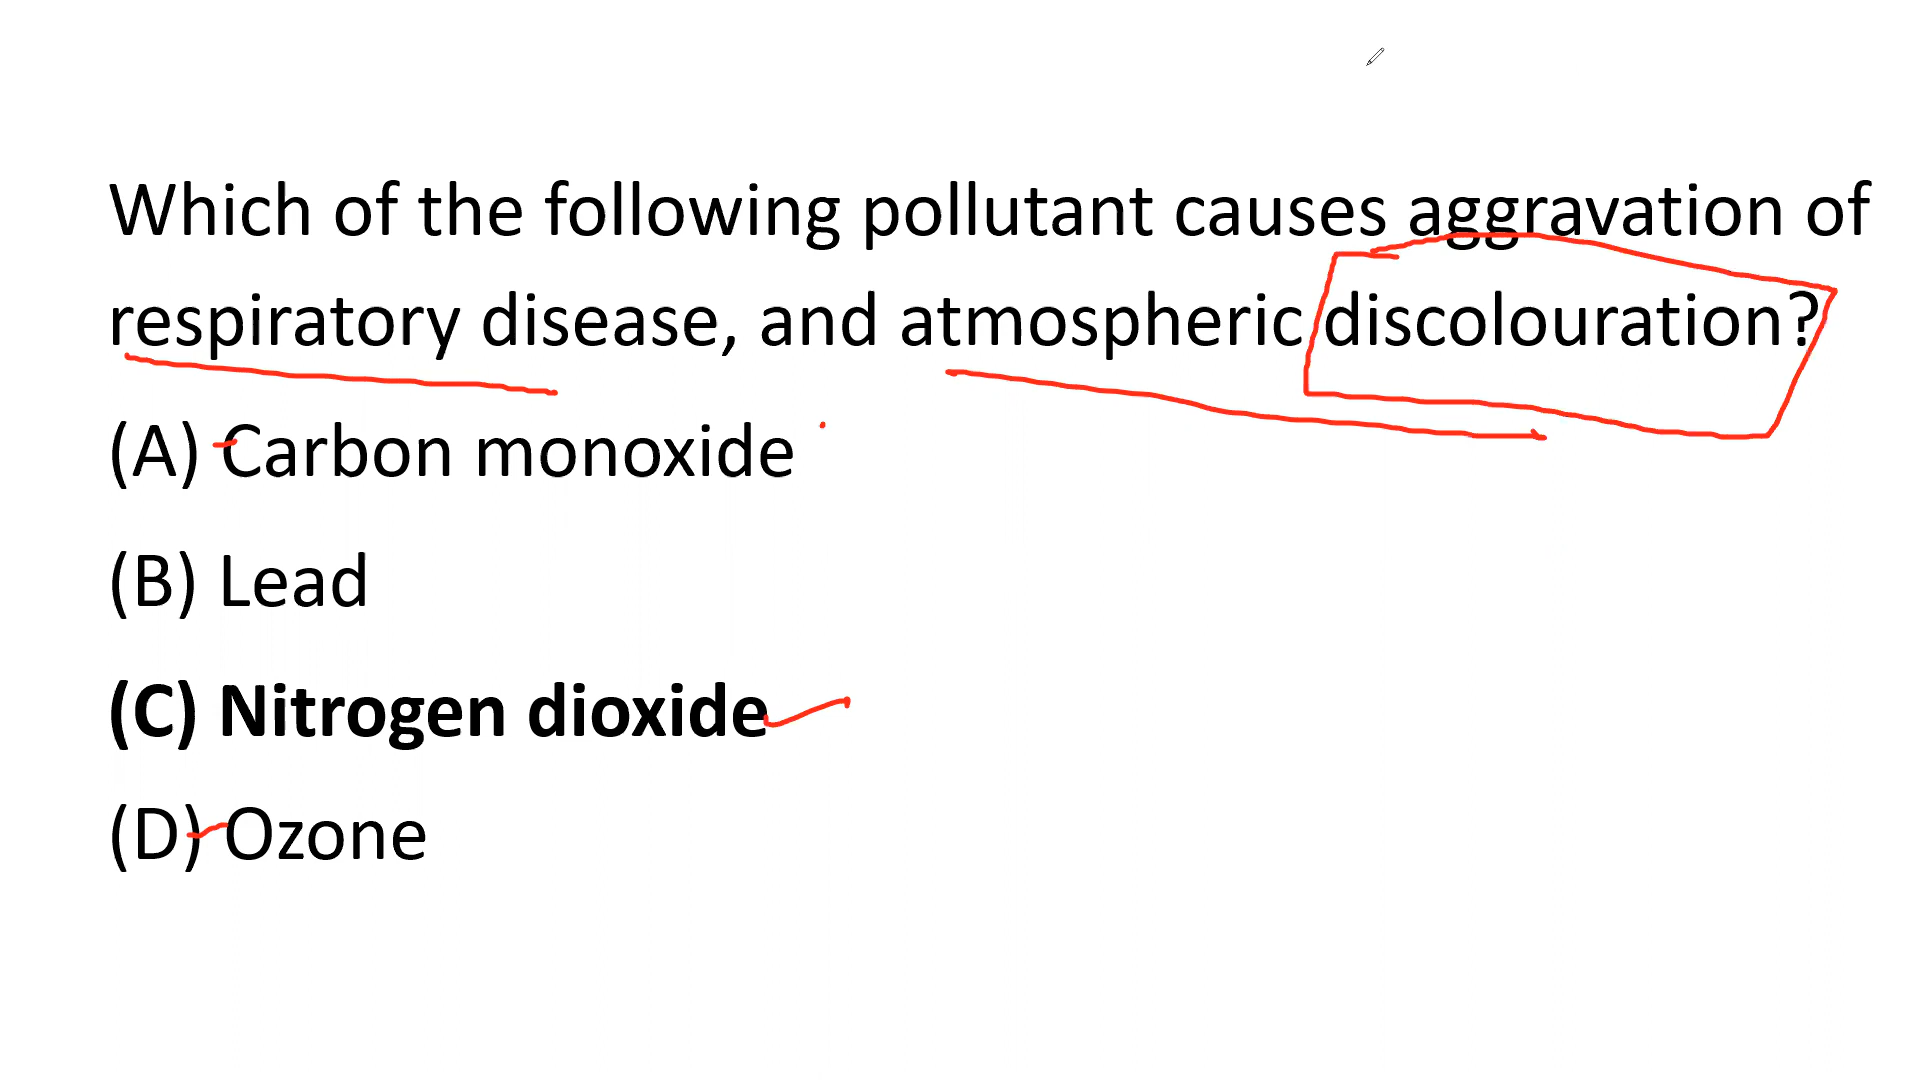 Which of the following pollutant causes aggravation of
respiratory disease, and atmospheric discolouration?
(A) Carbon monoxide
(B) Lead
(C) Nitrogen dioxide
(D) Ozone